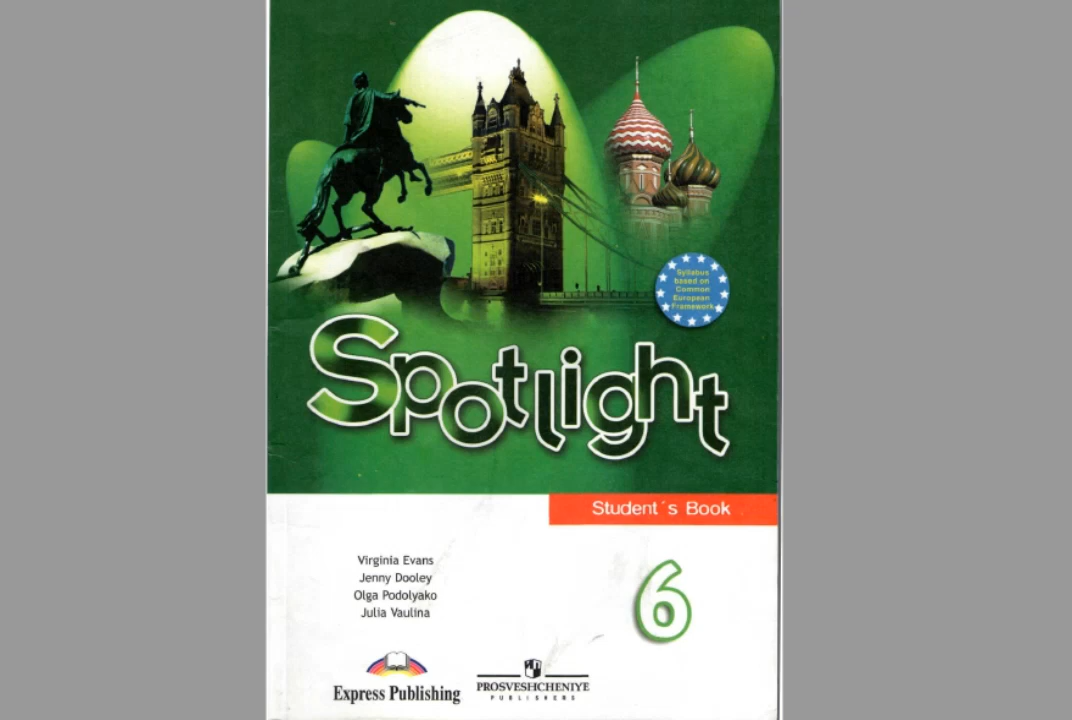 Syllabus
based on
Common
European
Framework
Spotlight
Student´s Book
Virginia Evans
Jenny Dooley
Olga Podolyako
Julia Vaulina
6
Express Publishing
PROSVESHCHENIYE
PUBLISHERS